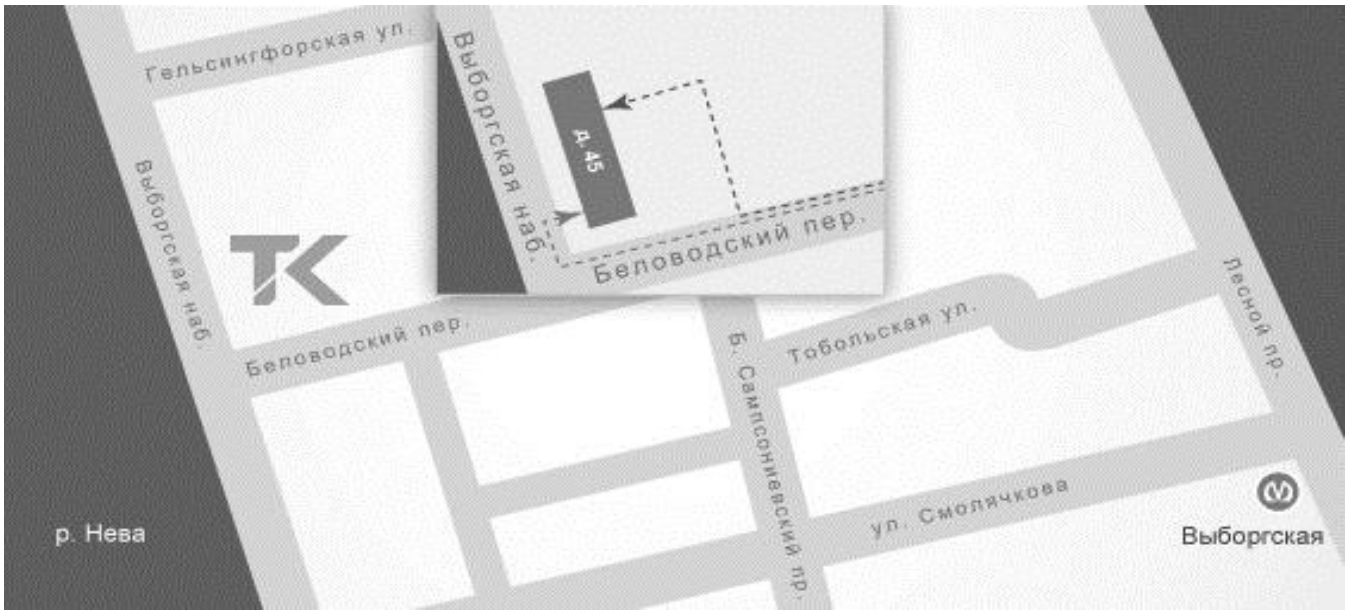 Гельсингфорская ул.
Выборгская наб.
д. 45
Беловодский пер.
Выборгская наб.
ТК
Беловодский пер.
Б. Сампсониевский пр.
Тобольская ул.
Лесной пр.
ул. Смолячкова
р. Нева
Выборгская